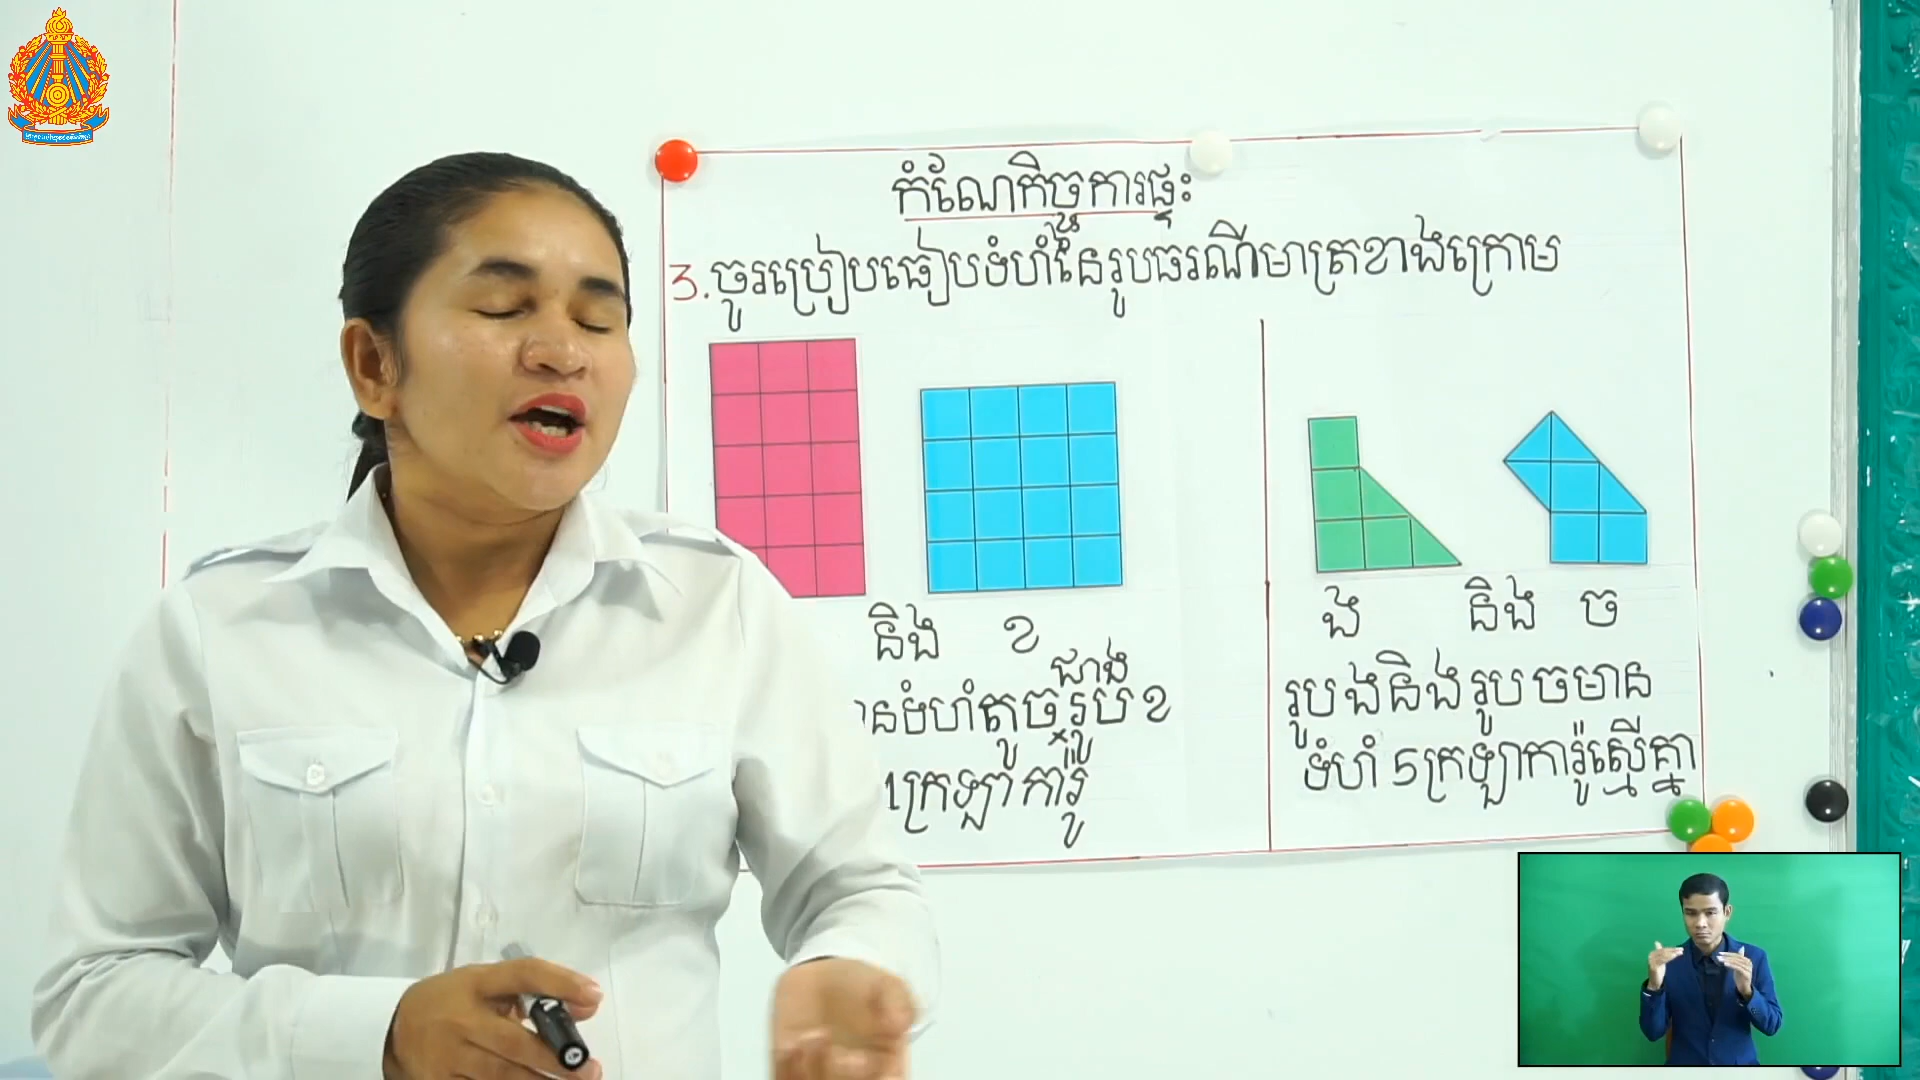 កំណែកិច្ចការផ្ទះ
3.ចូរប្រៀបធៀបទំហំនៃរូបធរណីមាត្រខាងក្រោម
និង ខ
ជាង
ានទំហំតូច រូប ខ
1ក្រឡាការ៉ូ
ង និង ច
រូប ង និង រូប ច មាន
ទំហំ 5 ក្រឡាការ៉ូស្មើគ្នា